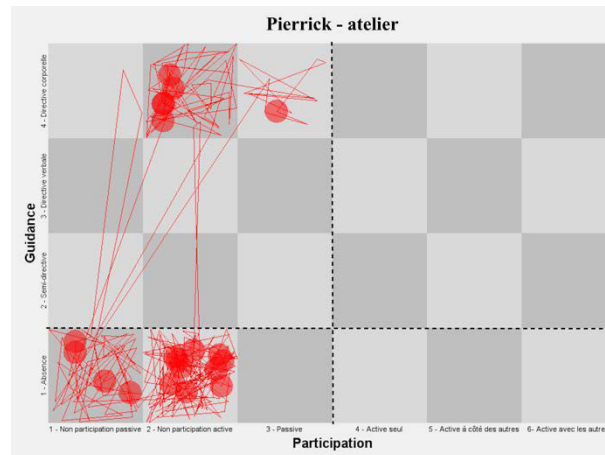 Pierrick - atelier
Guidance
4 - Directive corporelle
3 - Directive verbale
2 - Semi-directive
1 - Absence
1 - Non participation passive
2 - Non participation active
3 - Passive
4 - Active seul
5 - Active à côté des autres
6- Active avec les autre
Participation